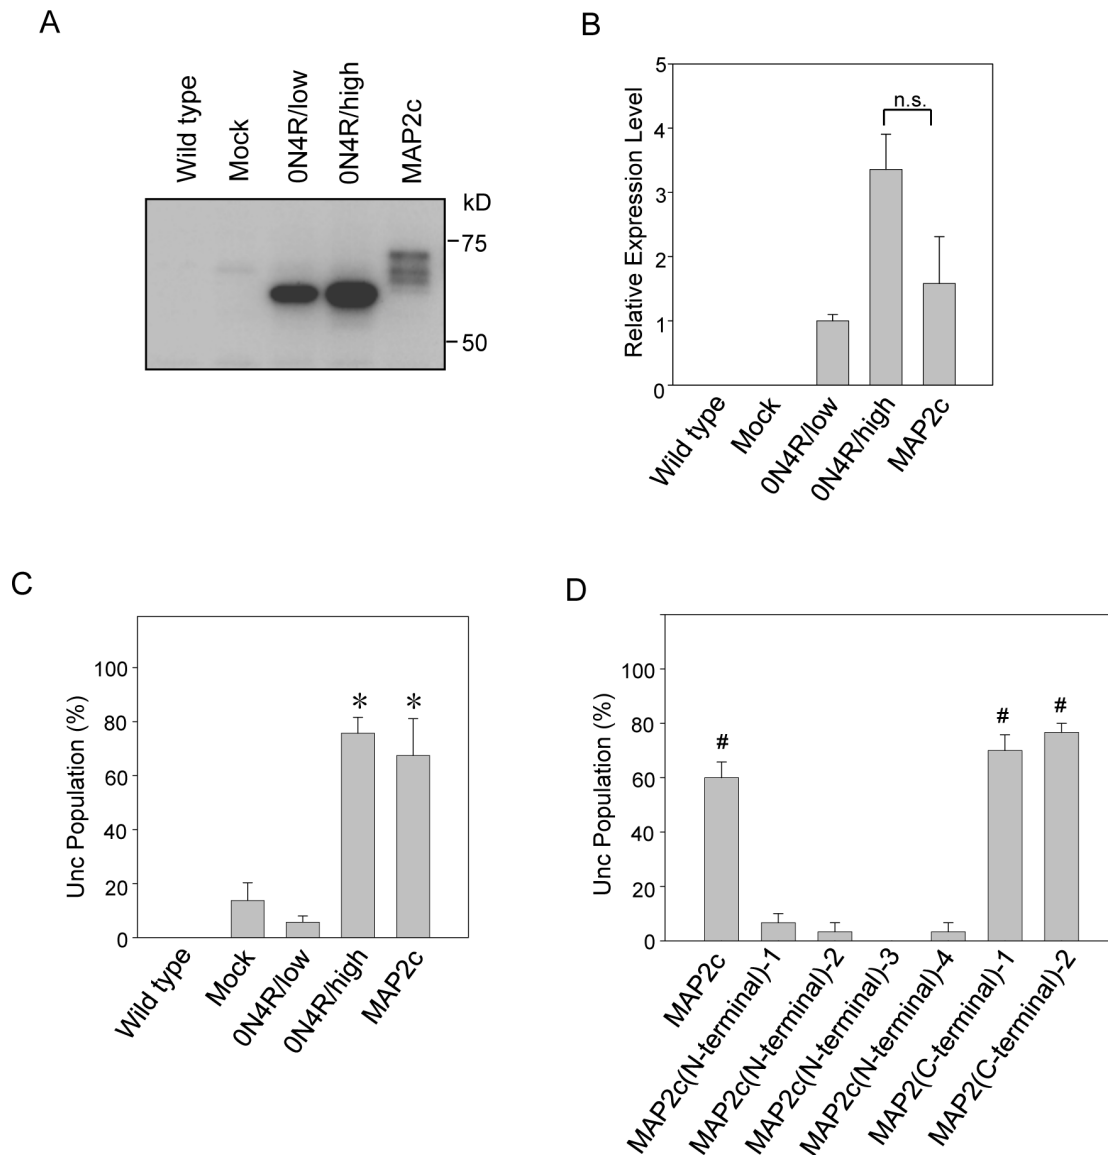 A
Wild type
Mock
0N4R/low
0N4R/high
MAP2c
kD
75
50
B
Relative Expression Level
5
4
3
2
1
0
n.s.
Wild type
Mock
0N4R/low
0N4R/high
MAP2c
C
Unc Population (%)
100
80
60
40
20
0
*
*
Wild type
Mock
0N4R/low
0N4R/high
MAP2c
D
Unc Population (%)
100
80
60
40
20
0
#
#
#
MAP2c
MAP2c(N-terminal)-1
MAP2c(N-terminal)-2
MAP2c(N-terminal)-3
MAP2c(N-terminal)-4
MAP2(C-terminal)-1
MAP2(C-terminal)-2